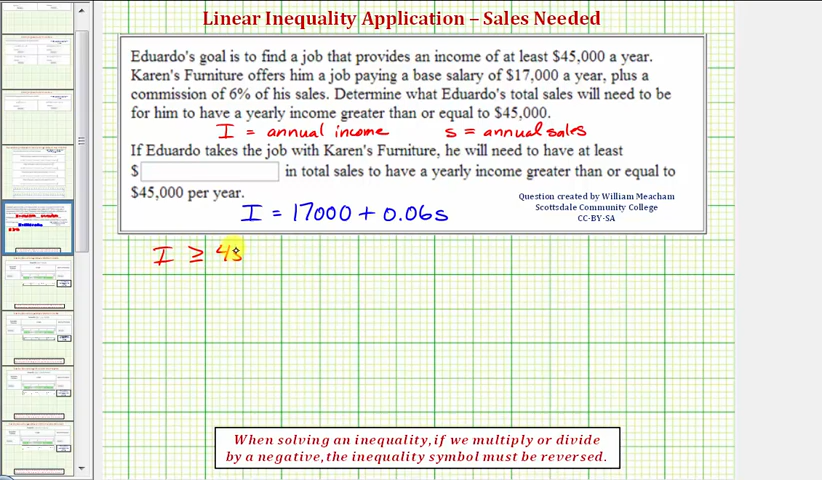 Linear Inequality Application – Sales Needed
Eduardo's goal is to find a job that provides an income of at least $45,000 a year.
Karen's Furniture offers him a job paying a base salary of $17,000 a year, plus a
commission of 6% of his sales. Determine what Eduardo's total sales will need to be
for him to have a yearly income greater than or equal to $45,000.
I = annual income s = annual sales
If Eduardo takes the job with Karen's Furniture, he will need to have at least
$ in total sales to have a yearly income greater than or equal to
$45,000 per year.
Question created by William Meacham
Scottsdale Community College
CC-BY-SA
I = 17000 + 0.06s
I ≥ 45
When solving an inequality, if we multiply or divide
by a negative, the inequality symbol must be reversed.